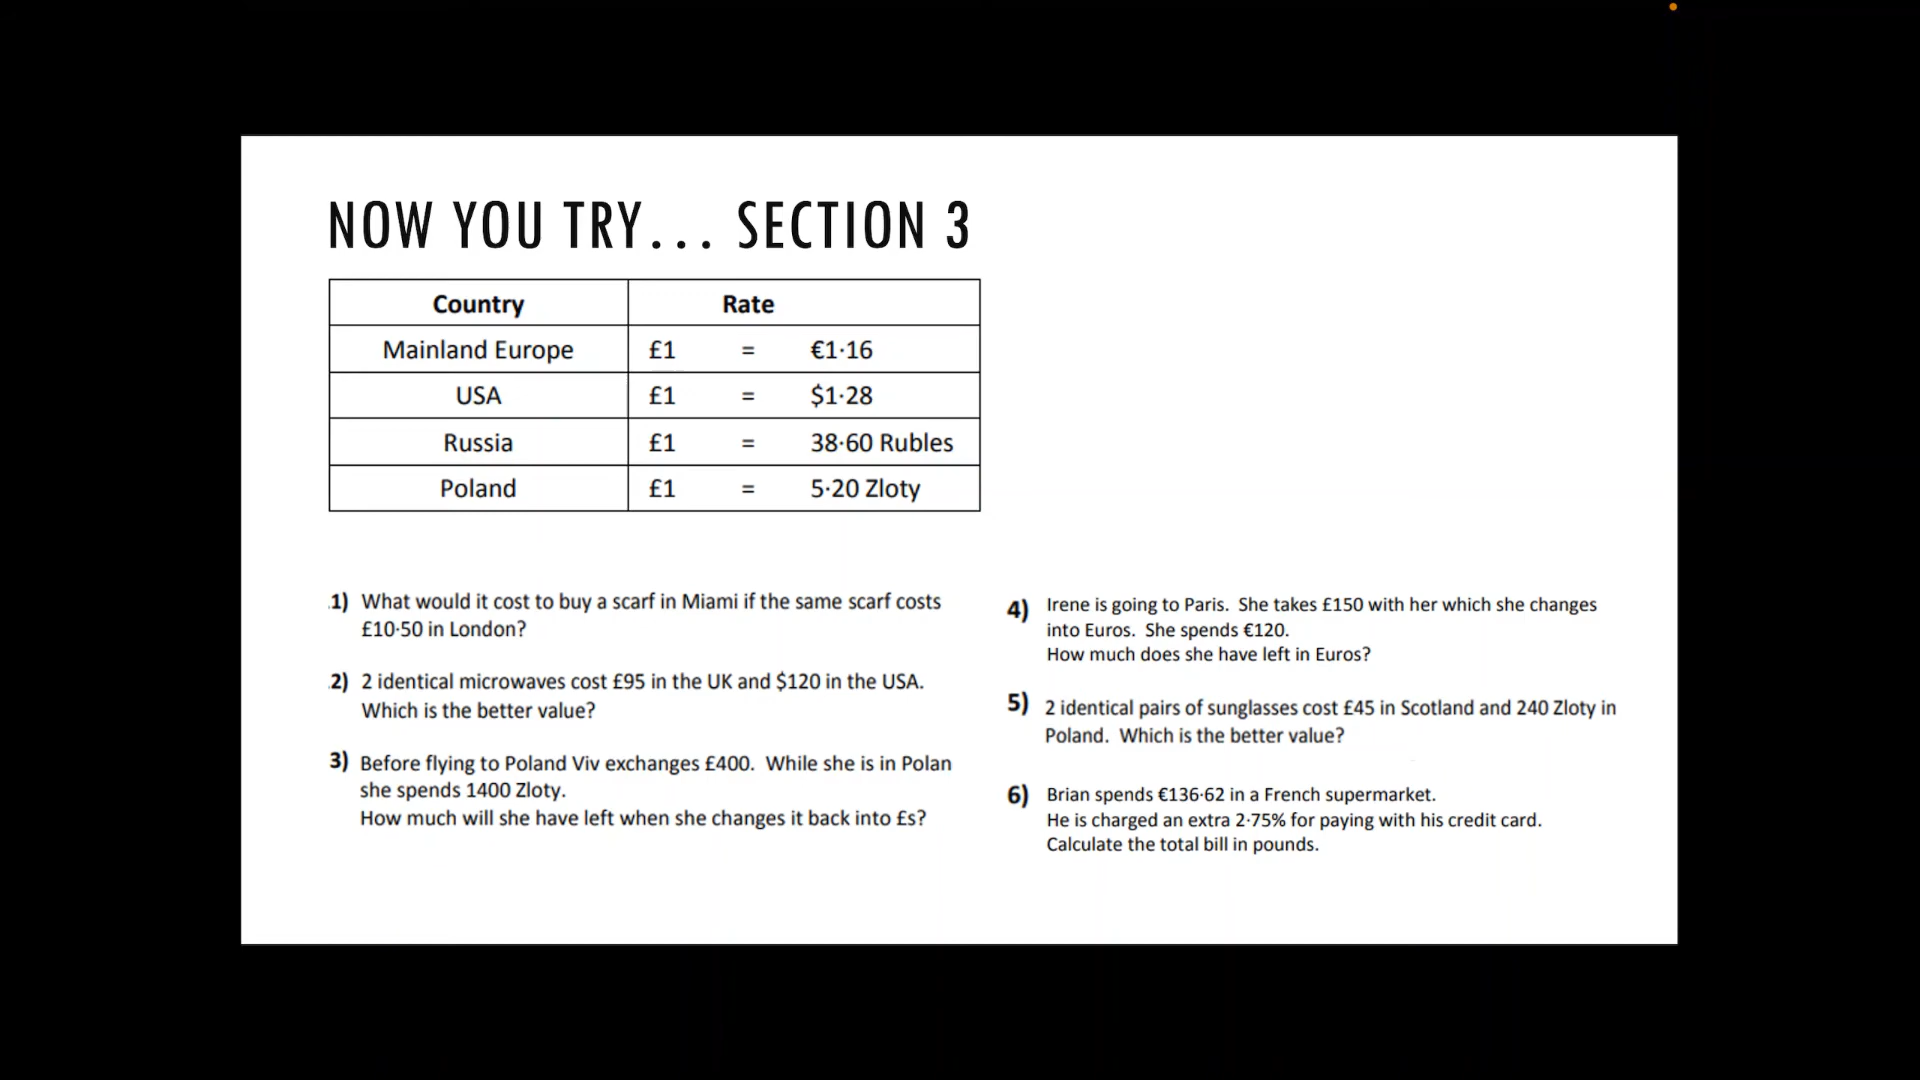 NOW YOU TRY... SECTION 3
Country Rate
Mainland Europe £1 = €1·16
USA £1 = $1·28
Russia £1 = 38·60 Rubles
Poland £1 = 5·20 Zloty
1) What would it cost to buy a scarf in Miami if the same scarf costs
£10·50 in London?
2) 2 identical microwaves cost £95 in the UK and $120 in the USA.
Which is the better value?
3) Before flying to Poland Viv exchanges £400. While she is in Polan
she spends 1400 Zloty.
How much will she have left when she changes it back into £s?
4) Irene is going to Paris. She takes £150 with her which she changes
into Euros. She spends €120.
How much does she have left in Euros?
5) 2 identical pairs of sunglasses cost £45 in Scotland and 240 Zloty in
Poland. Which is the better value?
6) Brian spends €136·62 in a French supermarket.
He is charged an extra 2·75% for paying with his credit card.
Calculate the total bill in pounds.